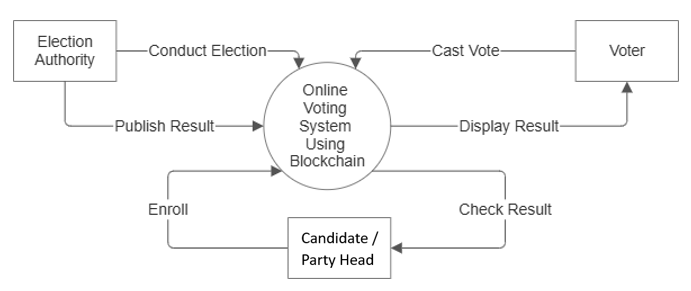 Election
Authority
Conduct Election
Cast Vote
Voter
Online
Voting
System
Using
Blockchain
Publish Result
Display Result
Enroll
Check Result
Candidate /
Party Head